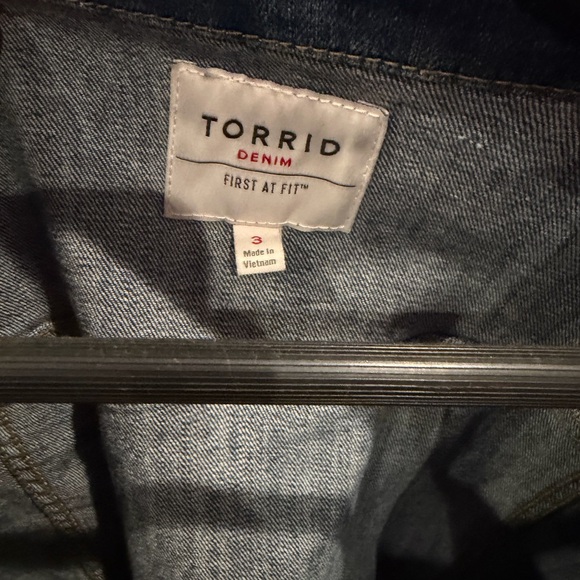 TORRID
DENIM
FIRST AT FIT™
3
Made in
Vietnam